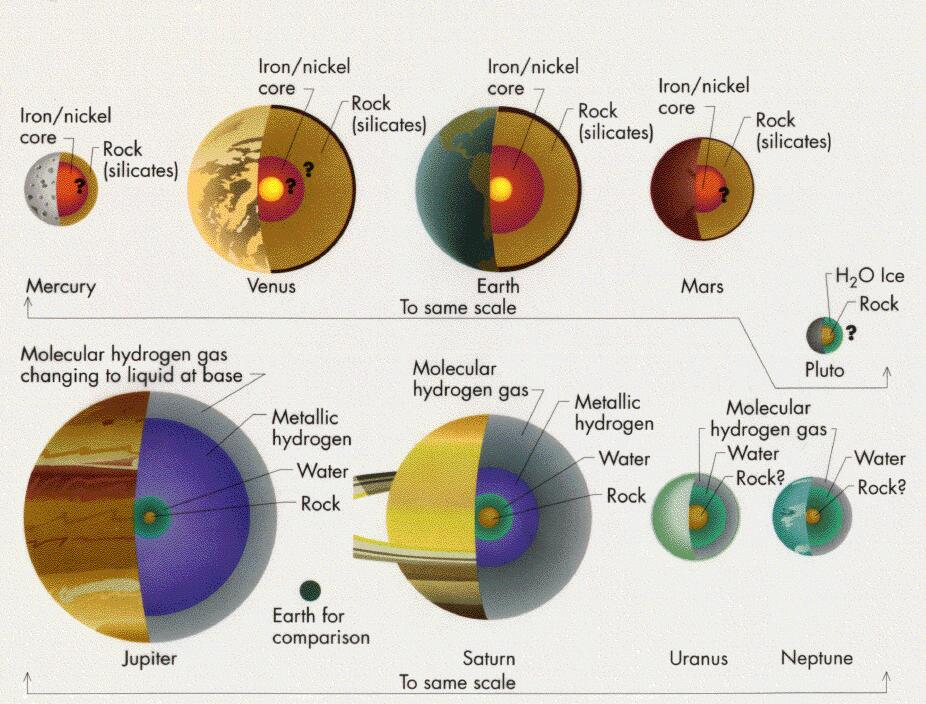 Iron/nickel
core
Rock
(silicates)
?
Mercury
Iron/nickel
core
Rock
(silicates)
?
?
Venus
Iron/nickel
core
Rock
(silicates)
Earth
Iron/nickel
core
Rock
(silicates)
?
Mars
To same scale
H₂O Ice
Rock
?
Pluto
Molecular hydrogen gas
changing to liquid at base
Metallic
hydrogen
Water
Rock
Jupiter
Earth for
comparison
Molecular
hydrogen gas
Metallic
hydrogen
Water
Rock
Saturn
Molecular
hydrogen gas
Water
Rock?
Uranus
Water
Rock?
Neptune
To same scale